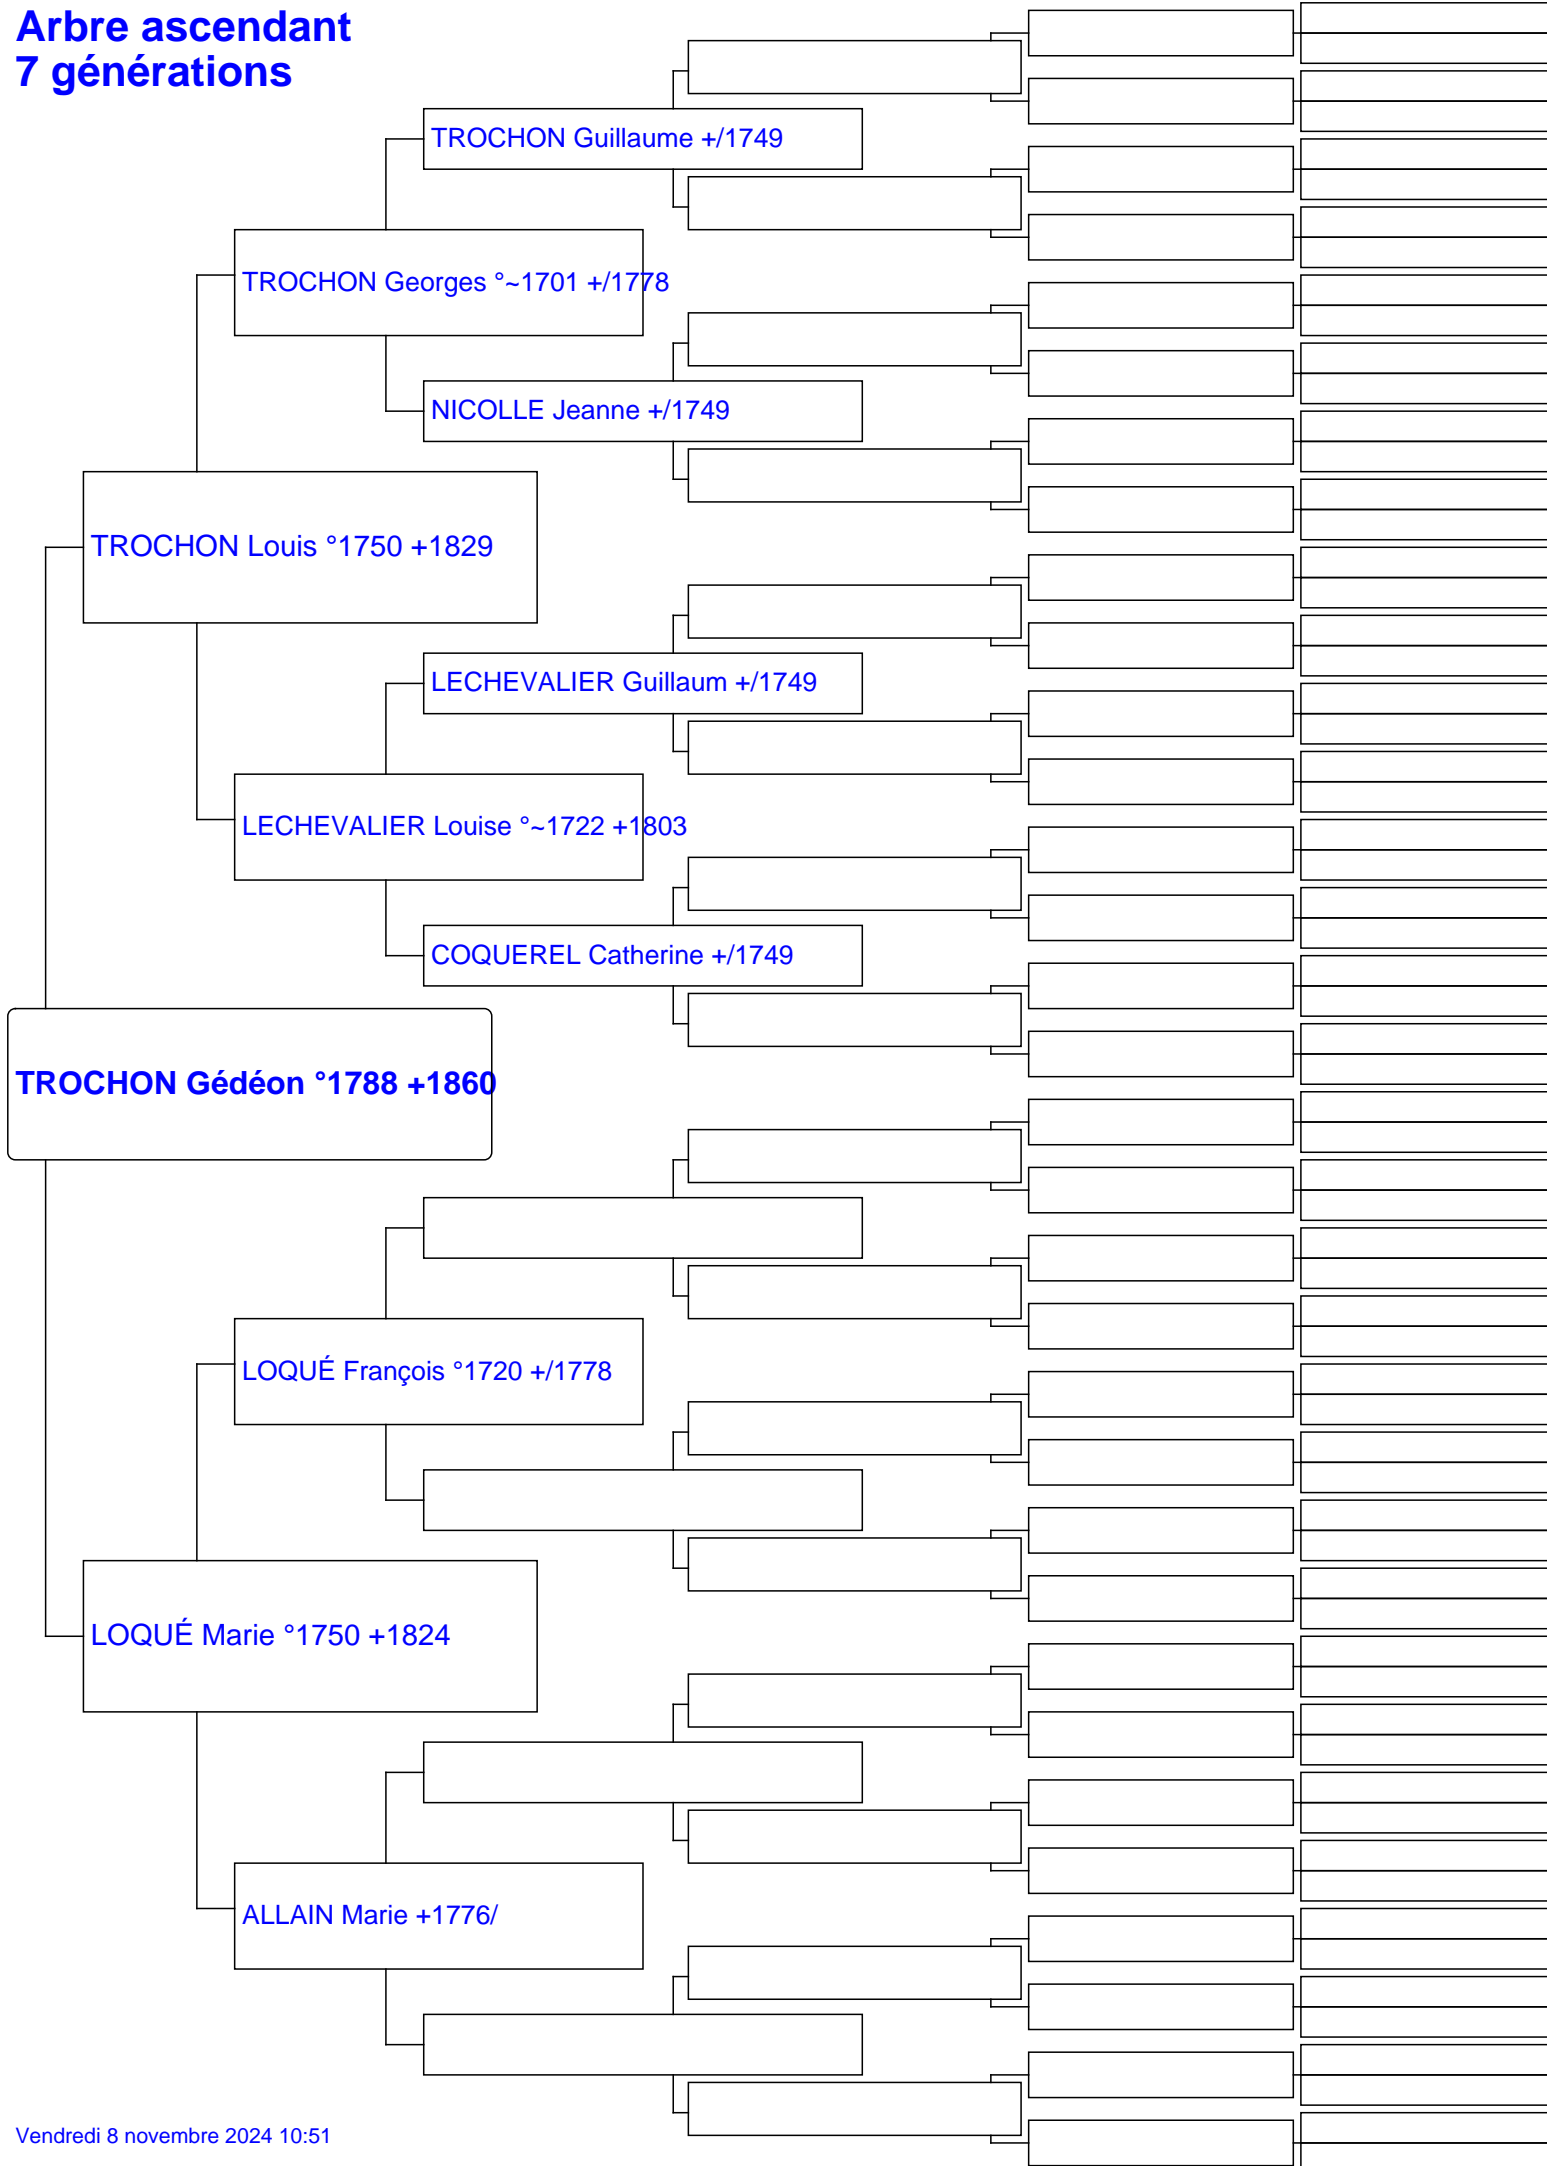 Arbre ascendant
7 générations
TROCHON Guillaume +/1749
TROCHON Georges °~1701 +/1778
NICOLLE Jeanne +/1749
TROCHON Louis °1750 +1829
LECHEVALIER Guillaum +/1749
LECHEVALIER Louise °~1722 +1803
COQUEREL Catherine +/1749
TROCHON Gédéon °1788 +1860
LOQUÉ François °1720 +/1778
LOQUÉ Marie °1750 +1824
ALLAIN Marie +1776/
Vendredi 8 novembre 2024 10:51